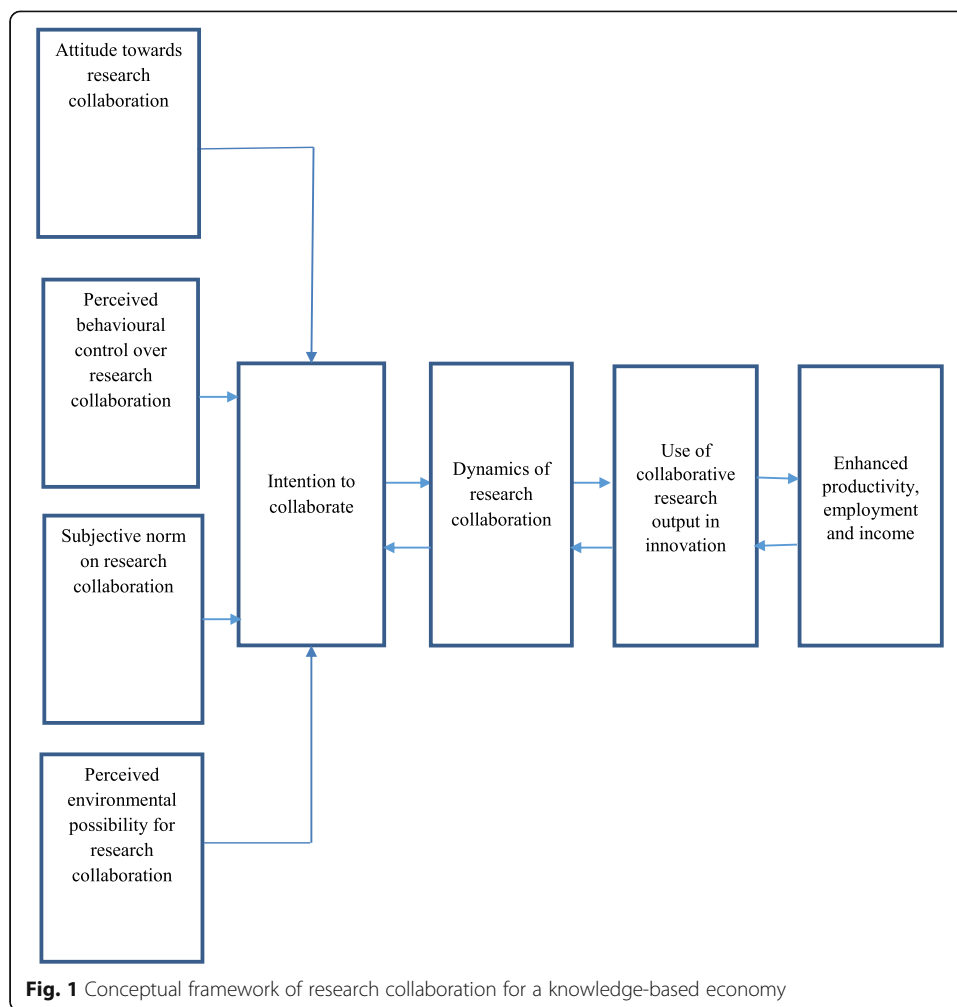 Attitude towards
research
collaboration
Perceived
behavioural
control over
research
collaboration
Subjective norm
on research
collaboration
Perceived
environmental
possibility for
research
collaboration
Intention to
collaborate
Dynamics of
research
collaboration
Use of
collaborative
research
output in
innovation
Enhanced
productivity,
employment
and income
Fig. 1 Conceptual framework of research collaboration for a knowledge-based economy